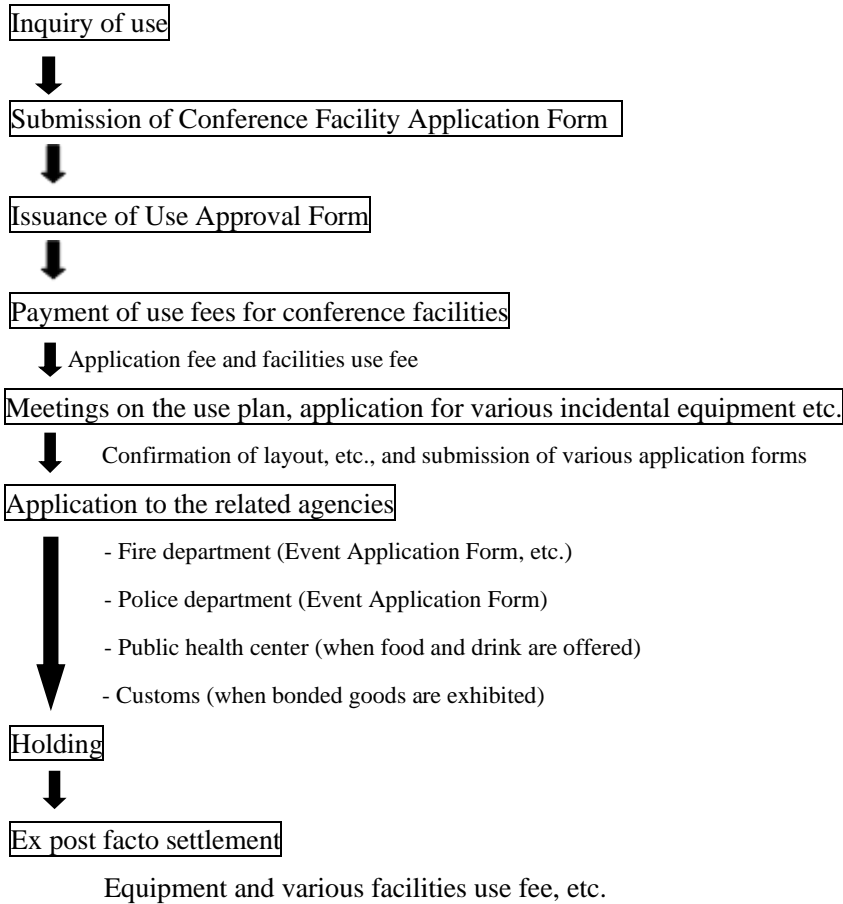 Inquiry of use
Submission of Conference Facility Application Form
Issuance of Use Approval Form
Payment of use fees for conference facilities
Application fee and facilities use fee
Meetings on the use plan, application for various incidental equipment etc.
Confirmation of layout, etc., and submission of various application forms
Application to the related agencies
- Fire department (Event Application Form, etc.)
- Police department (Event Application Form)
- Public health center (when food and drink are offered)
- Customs (when bonded goods are exhibited)
Holding
Ex post facto settlement
Equipment and various facilities use fee, etc.